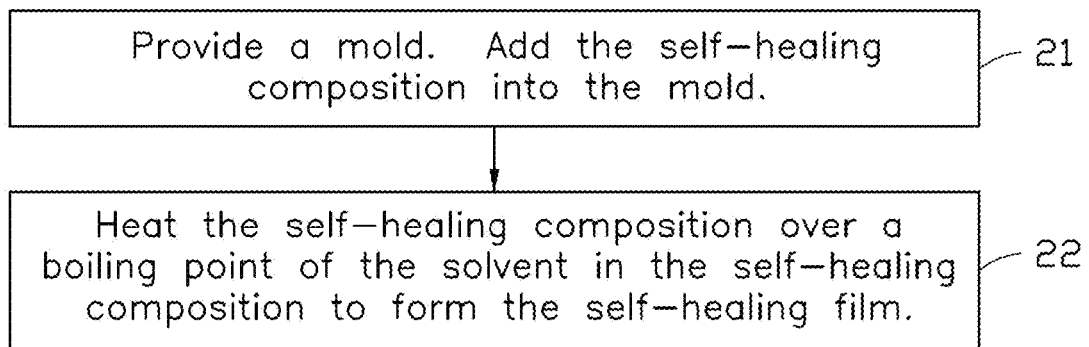 Provide a mold. Add the self-healing
composition into the mold.
21
Heat the self-healing composition over a
boiling point of the solvent in the self-healing
composition to form the self-healing film.
22